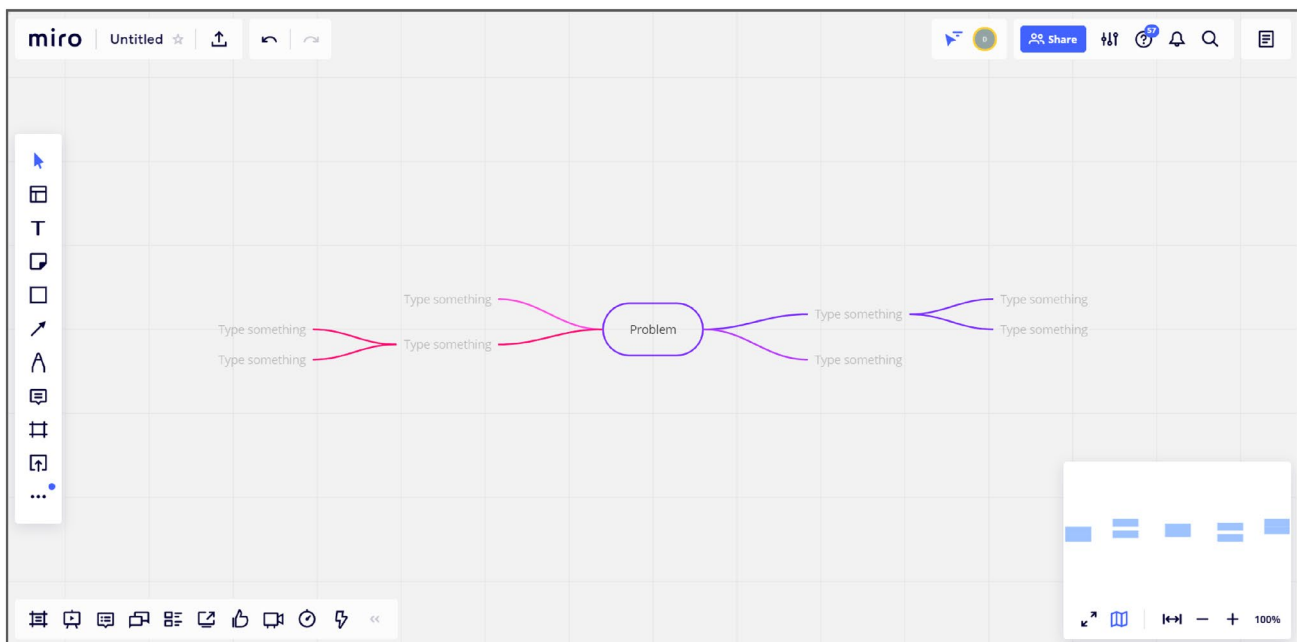 miro
Untitled
D
Share
57
Type something
Type something
Type something
Type something
Problem
Type something
Type something
Type something
Type something
100%